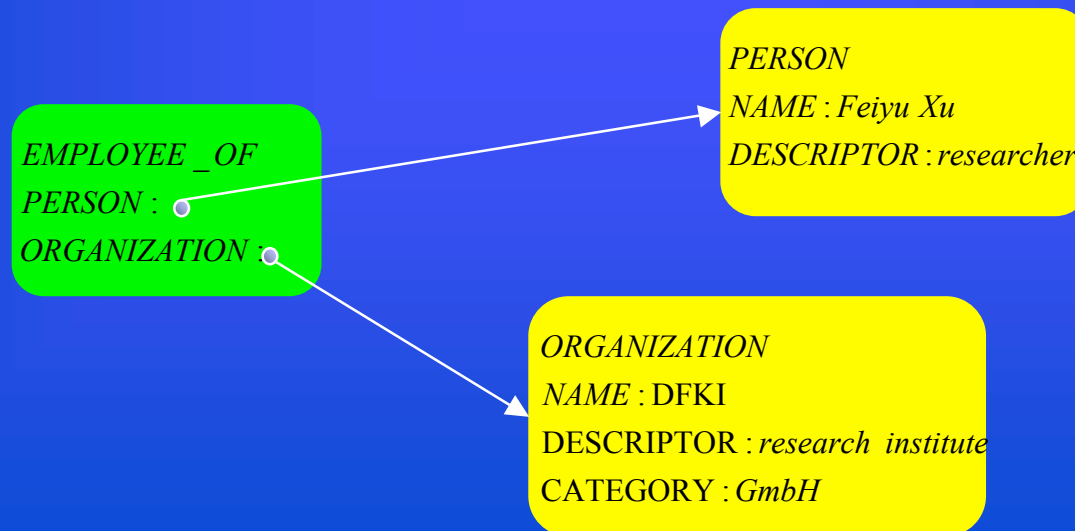 EMPLOYEE _OF
PERSON :
ORGANIZATION :
PERSON
NAME : Feiyu Xu
DESCRIPTOR : researcher
ORGANIZATION
NAME : DFKI
DESCRIPTOR : research institute
CATEGORY : GmbH